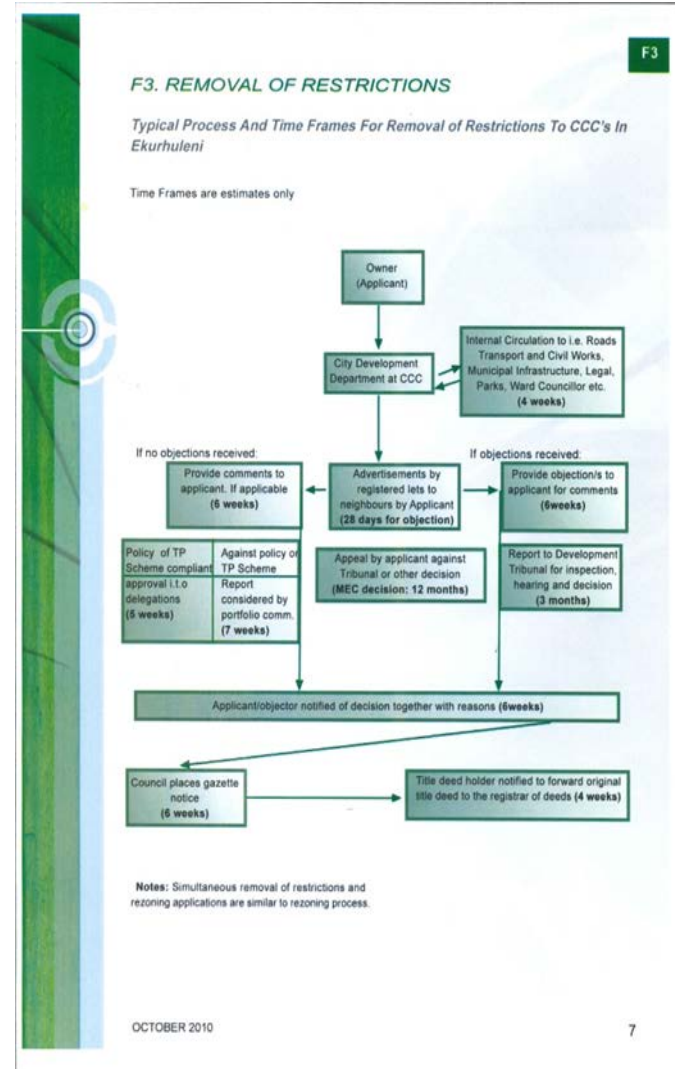 F3
F3. REMOVAL OF RESTRICTIONS
Typical Process And Time Frames For Removal of Restrictions To CCC's In
Ekurhuleni
Time Frames are estimates only
Owner
(Applicant)
City Development
Department at CCC
Internal Circulation to i.e. Roads
Transport and Civil Works,
Municipal Infrastructure, Legal,
Parks, Ward Councillor etc.
(4 weeks)
If no objections received:
If objections received:
Provide comments to
applicant. If applicable
(6 weeks)
Advertisements by
registered lets to
neighbours by Applicant
(28 days for objection)
Provide objection/s to
applicant for comments
(6weeks)
Policy of TP
Scheme compliant
approval i.t.o
delegations
(5 weeks)
Against policy or
TP Scheme
Report
considered by
portfolio comm.
(7 weeks)
Appeal by applicant against
Tribunal or other decision
(MEC decision: 12 months)
Report to Development
Tribunal for inspection,
hearing and decision
(3 months)
Applicant/objector notified of decision together with reasons (6weeks)
Council places gazette
notice
(6 weeks)
Title deed holder notified to forward original
title deed to the registrar of deeds (4 weeks)
Notes: Simultaneous removal of restrictions and
rezoning applications are similar to rezoning process.
OCTOBER 2010
7